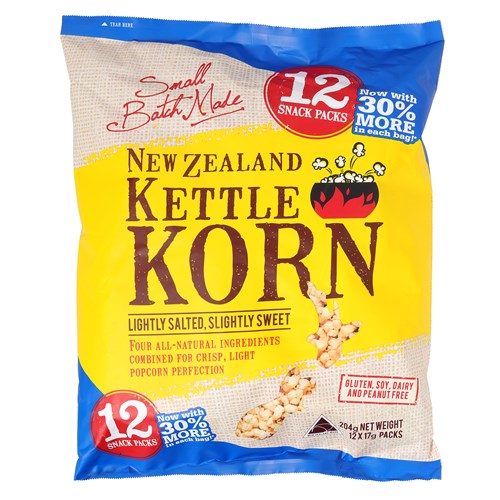 TEAR HERE
Small
Batch Made
12
SNACK PACKS
Now with
30%
MORE
in each bag!*
NEW ZEALAND
KETTLE
KORN
LIGHTLY SALTED, SLIGHTLY SWEET
FOUR ALL-NATURAL INGREDIENTS
COMBINED FOR CRISP, LIGHT
POPCORN PERFECTION
GLUTEN, SOY, DAIRY
AND PEANUT FREE
12
SNACK PACKS
Now with
30%
MORE
in each bag!*
204g NET WEIGHT
12 X 17g PACKS